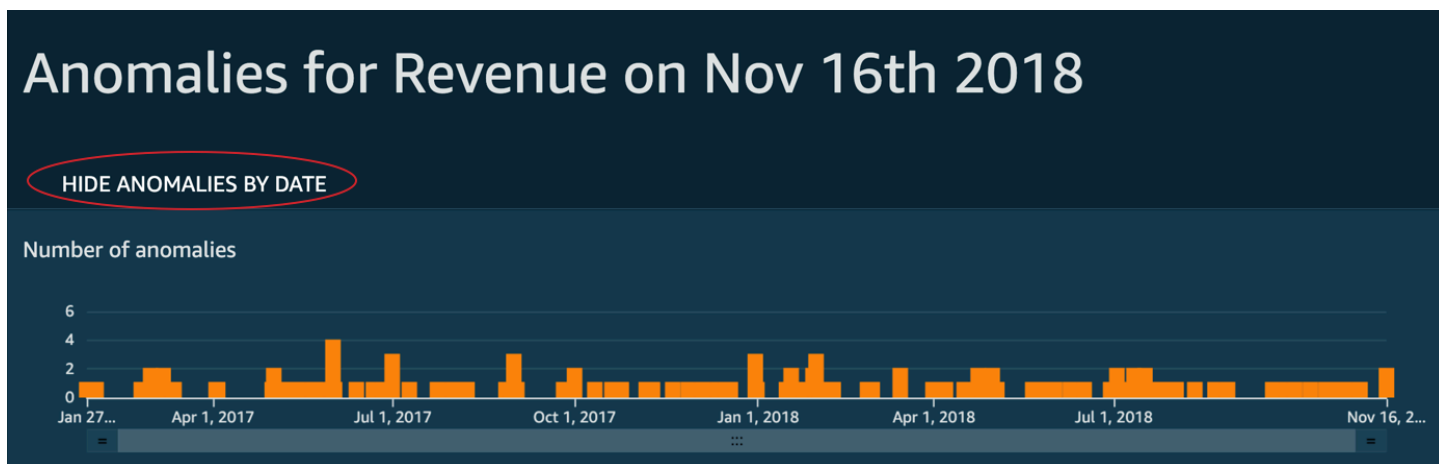 Anomalies for Revenue on Nov 16th 2018
HIDE ANOMALIES BY DATE
Number of anomalies
6
4
2
0
Jan 27... Apr 1, 2017 Jul 1, 2017 Oct 1, 2017 Jan 1, 2018 Apr 1, 2018 Jul 1, 2018 Nov 16, 2...